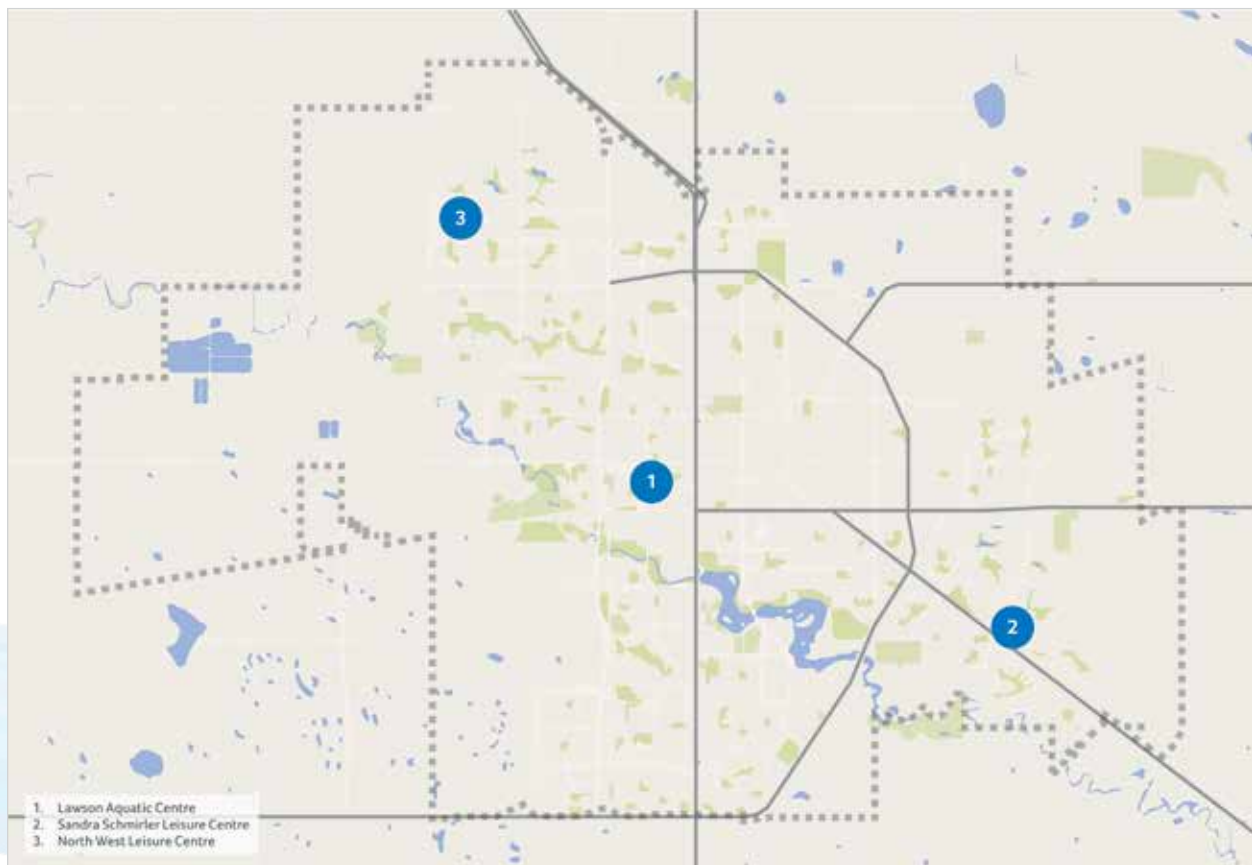 3
1
2
1. Lawson Aquatic Centre
2. Sandra Schmirler Leisure Centre
3. North West Leisure Centre